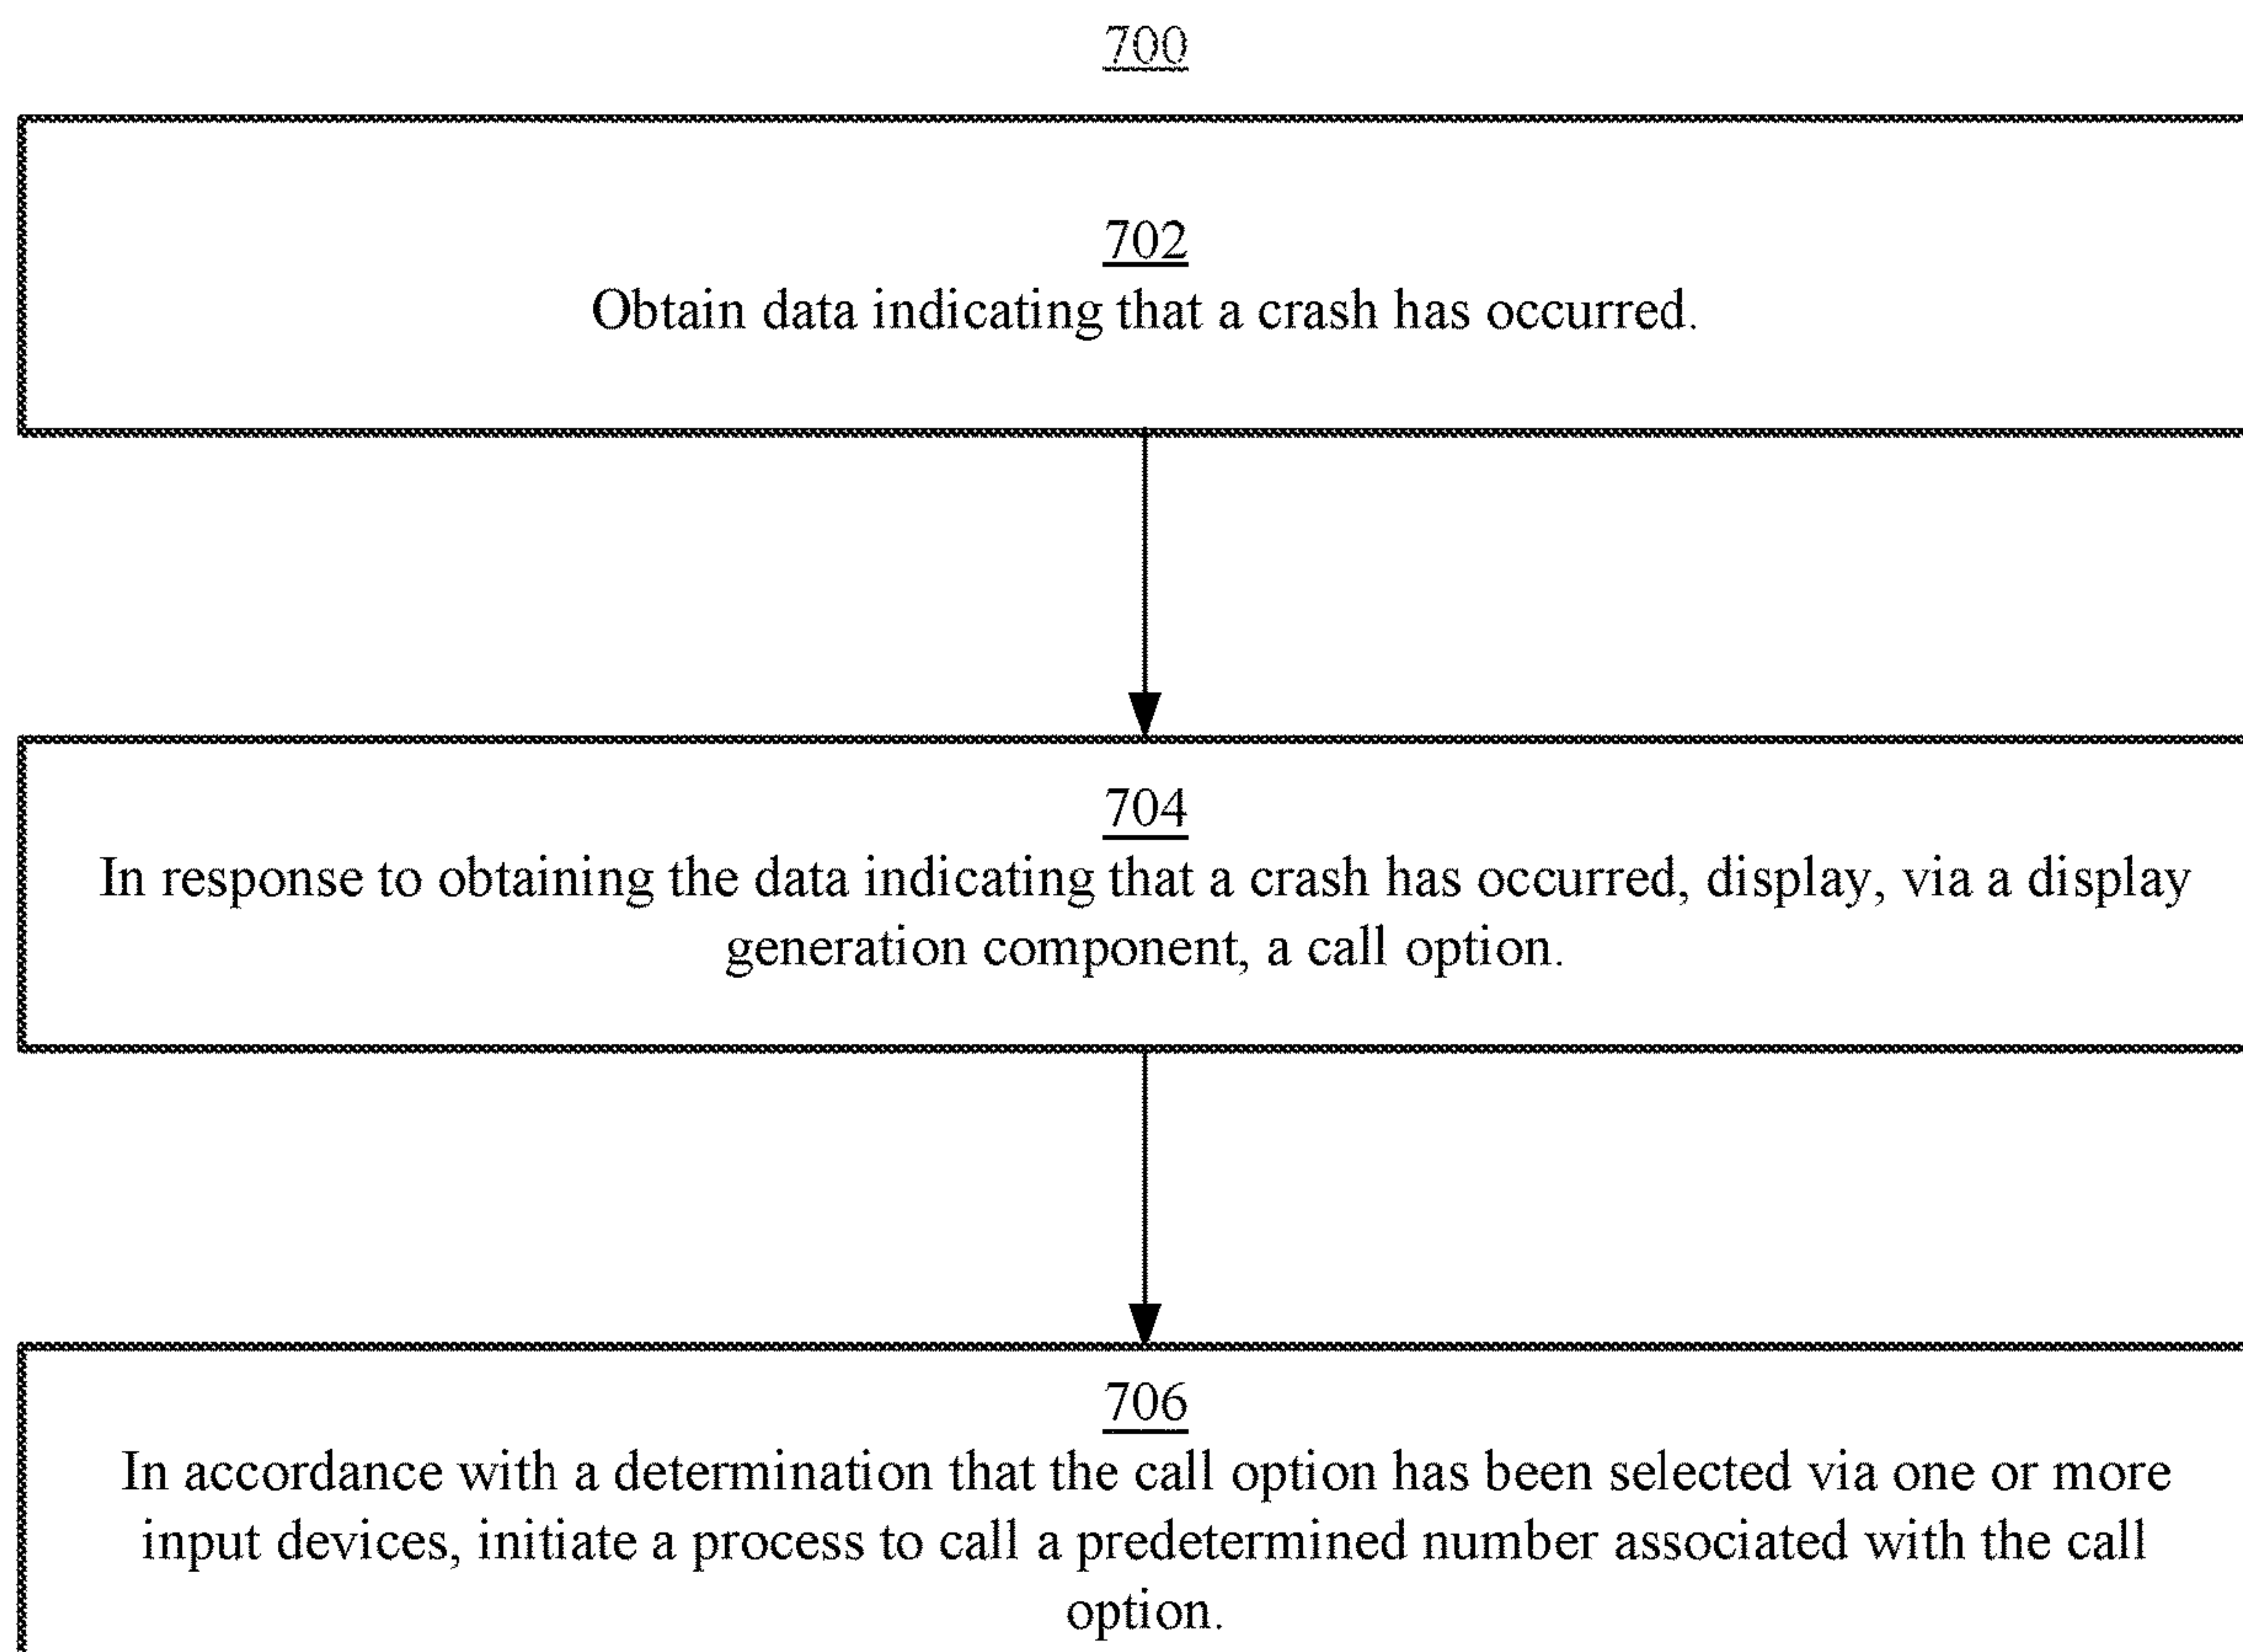 700
702
Obtain data indicating that a crash has occurred.
704
In response to obtaining the data indicating that a crash has occurred, display, via a display
generation component, a call option.
706
In accordance with a determination that the call option has been selected via one or more
input devices, initiate a process to call a predetermined number associated with the call
option.